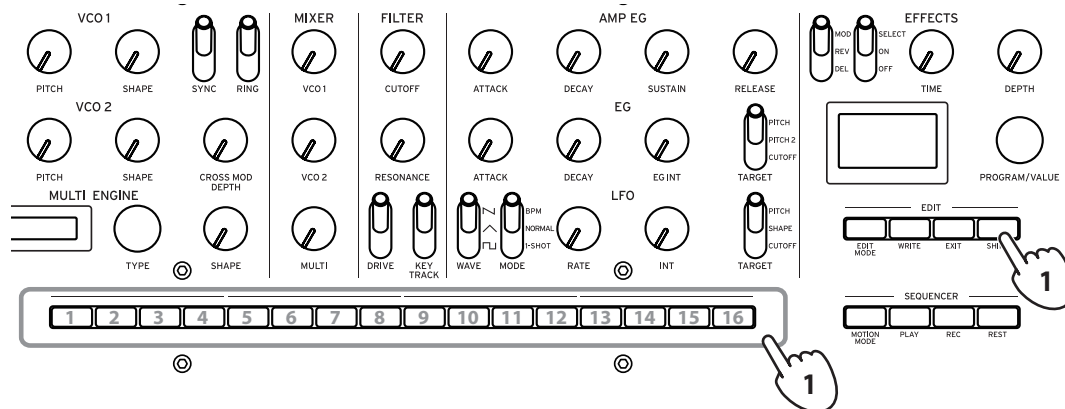 VCO 1 MIXER FILTER AMP EG EFFECTS
MOD SELECT
REV ON
DEL OFF
PITCH SHAPE SYNC RING VCO 1 CUTOFF ATTACK DECAY SUSTAIN RELEASE TIME DEPTH
VCO 2 EG
PITCH
PITCH 2
CUTOFF
PITCH SHAPE CROSS MOD DEPTH VCO 2 RESONANCE ATTACK DECAY EG INT TARGET PROGRAM/VALUE
MULTI ENGINE LFO EDIT
BPM PITCH
NORMAL SHAPE
1-SHOT CUTOFF
EDIT MODE WRITE EXIT
TYPE SHAPE MULTI DRIVE KEY TRACK WAVE MODE RATE INT TARGET
1
SEQUENCER
1 2 3 4 5 6 7 8 9 10 11 12 13 14 15 16
MOTION MODE PLAY REC REST
1